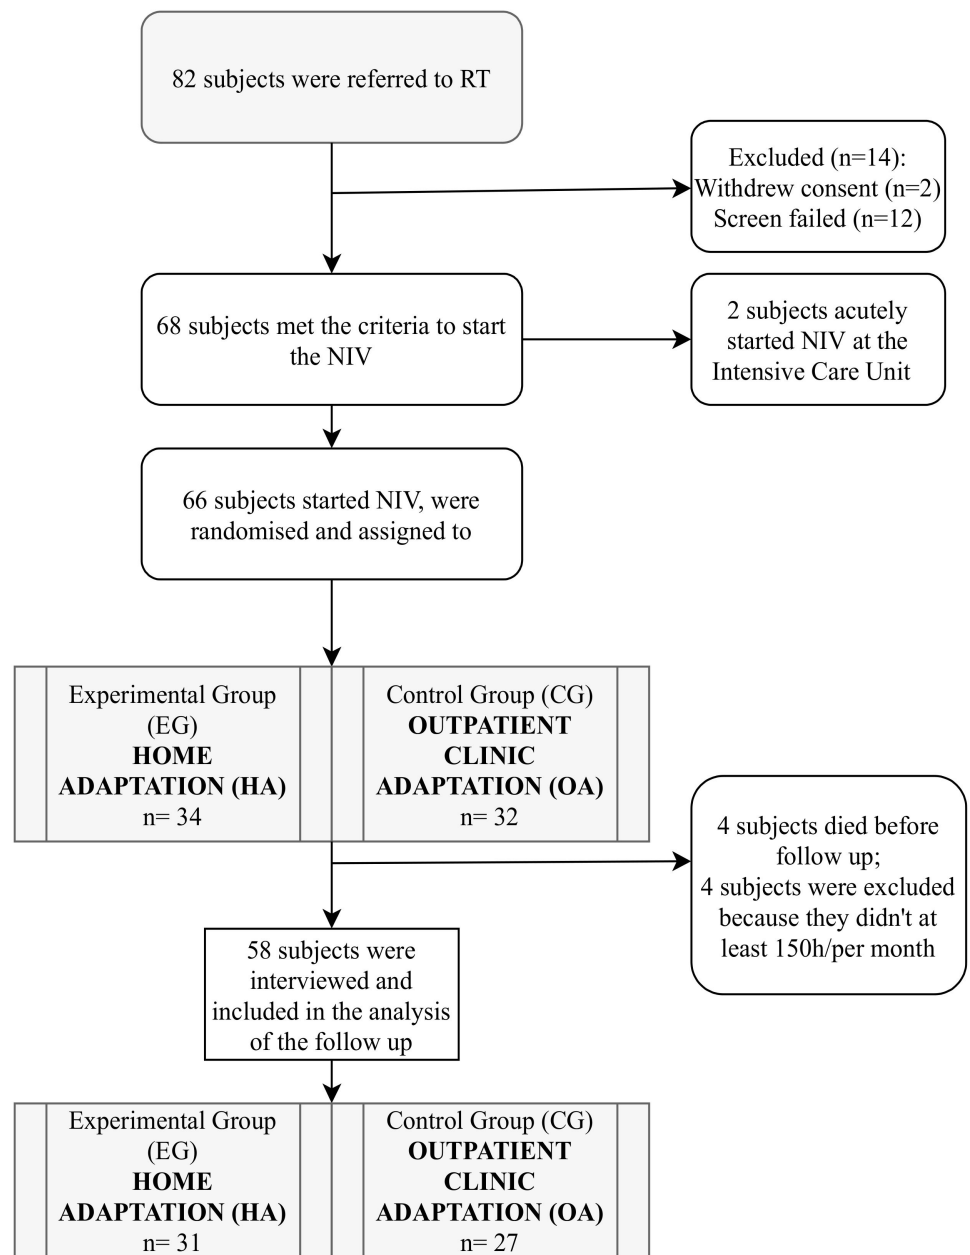 82 subjects were referred to RT
Excluded (n=14):
Withdrew consent (n=2)
Screen failed (n=12)
68 subjects met the criteria to start
the NIV
2 subjects acutely
started NIV at the
Intensive Care Unit
66 subjects started NIV, were
randomised and assigned to
Experimental Group
(EG)
HOME
ADAPTATION (HA)
n= 34
Control Group (CG)
OUTPATIENT
CLINIC
ADAPTATION (OA)
n= 32
4 subjects died before
follow up;
4 subjects were excluded
because they didn't at
least 150h/per month
58 subjects were
interviewed and
included in the analysis
of the follow up
Experimental Group
(EG)
HOME
ADAPTATION (HA)
n= 31
Control Group (CG)
OUTPATIENT
CLINIC
ADAPTATION (OA)
n= 27